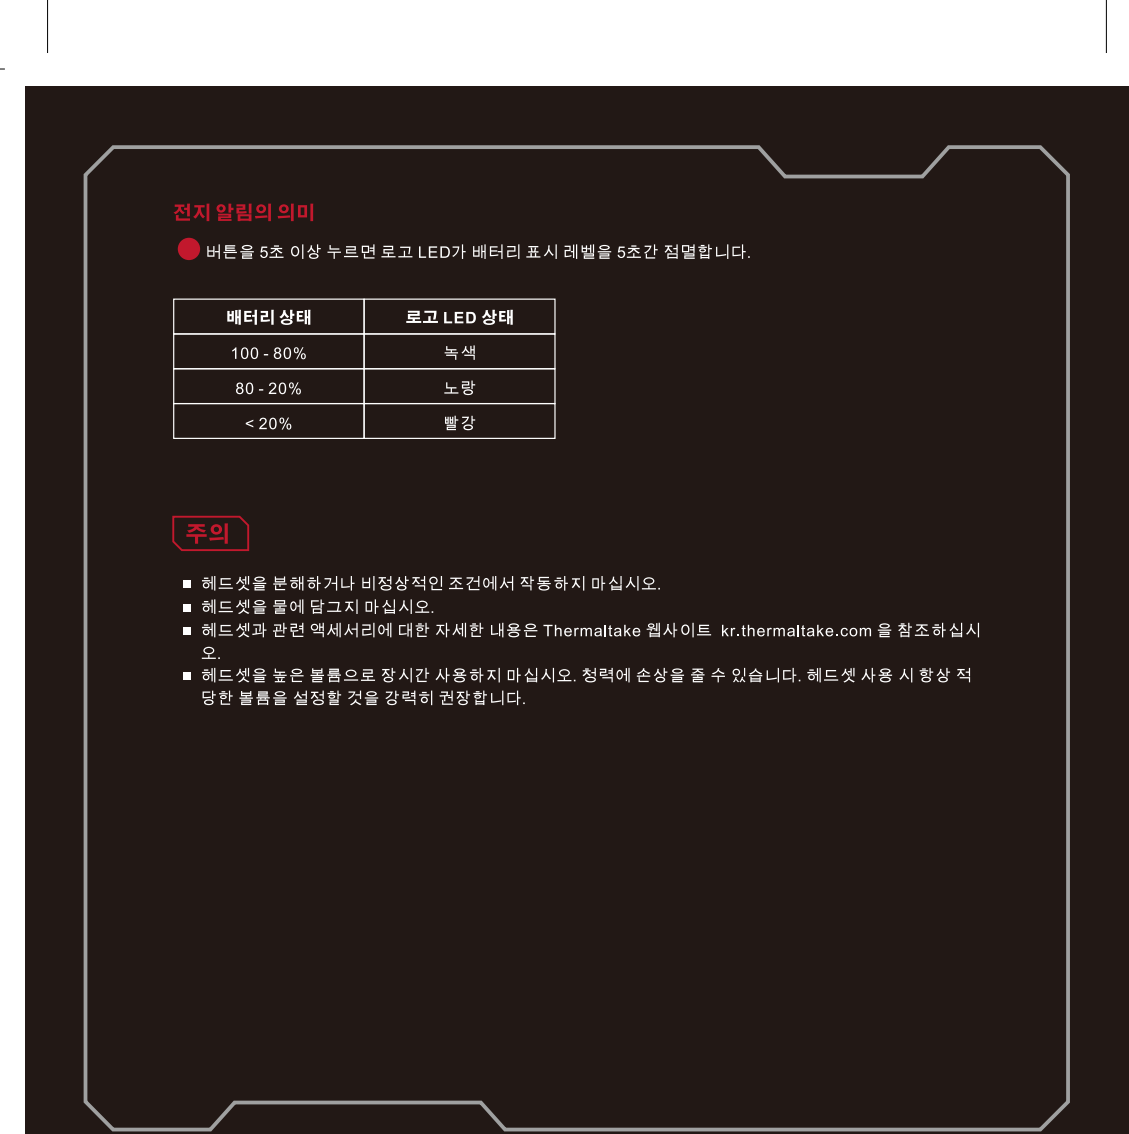 전지 알림의 의미
버튼을 5초 이상 누르면 로고 LED가 배터리 표시 레벨을 5초간 점멸합니다.
배터리 상태 로고 LED 상태
100 - 80% 녹색
80 - 20% 노랑
< 20% 빨강
주의
헤드셋을 분해하거나 비정상적인 조건에서 작동하지 마십시오.
헤드셋을 물에 담그지 마십시오.
헤드셋과 관련 액세서리에 대한 자세한 내용은 Thermaltake 웹사이트 kr.thermaltake.com 을 참조하십시
오.
헤드셋을 높은 볼륨으로 장시간 사용하지 마십시오. 청력에 손상을 줄 수 있습니다. 헤드셋 사용 시 항상 적
당한 볼륨을 설정할 것을 강력히 권장합니다.